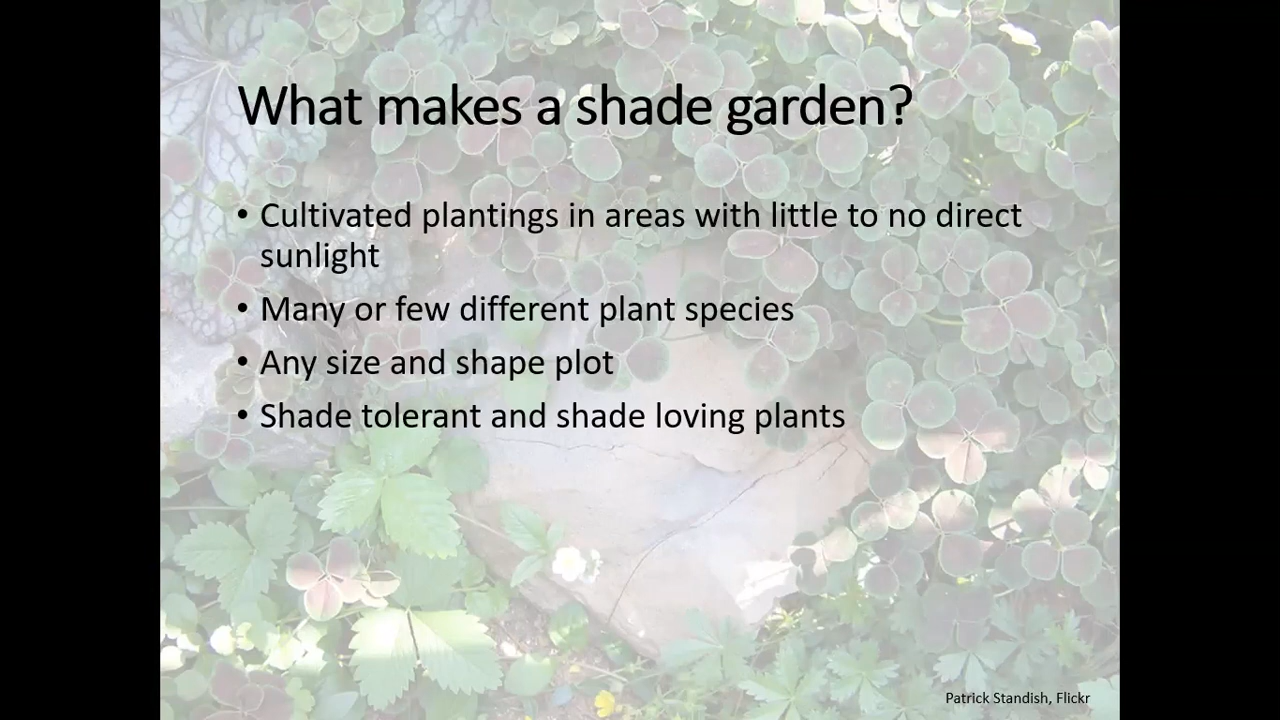 What makes a shade garden?
• Cultivated plantings in areas with little to no direct
sunlight
• Many or few different plant species
• Any size and shape plot
• Shade tolerant and shade loving plants
Patrick Standish, Flickr